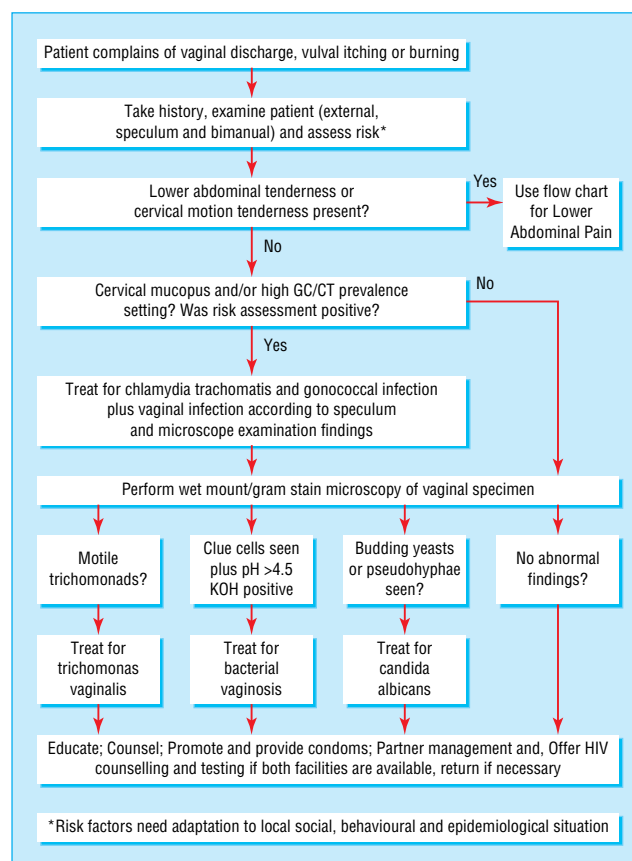 Patient complains of vaginal discharge, vulval itching or burning
Take history, examine patient (external,
speculum and bimanual) and assess risk*
Lower abdominal tenderness or
cervical motion tenderness present?
Yes
Use flow chart
for Lower
Abdominal Pain
No
Cervical mucopus and/or high GC/CT prevalence
setting? Was risk assessment positive?
No
Yes
Treat for chlamydia trachomatis and gonococcal infection
plus vaginal infection according to speculum
and microscope examination findings
Perform wet mount/gram stain microscopy of vaginal specimen
Motile
trichomonads?
Clue cells seen
plus pH >4.5
KOH positive
Budding yeasts
or pseudohyphae
seen?
No abnormal
findings?
Treat for
trichomonas
vaginalis
Treat for
bacterial
vaginosis
Treat for
candida
albicans
Educate; Counsel; Promote and provide condoms; Partner management and, Offer HIV
counselling and testing if both facilities are available, return if necessary
*Risk factors need adaptation to local social, behavioural and epidemiological situation